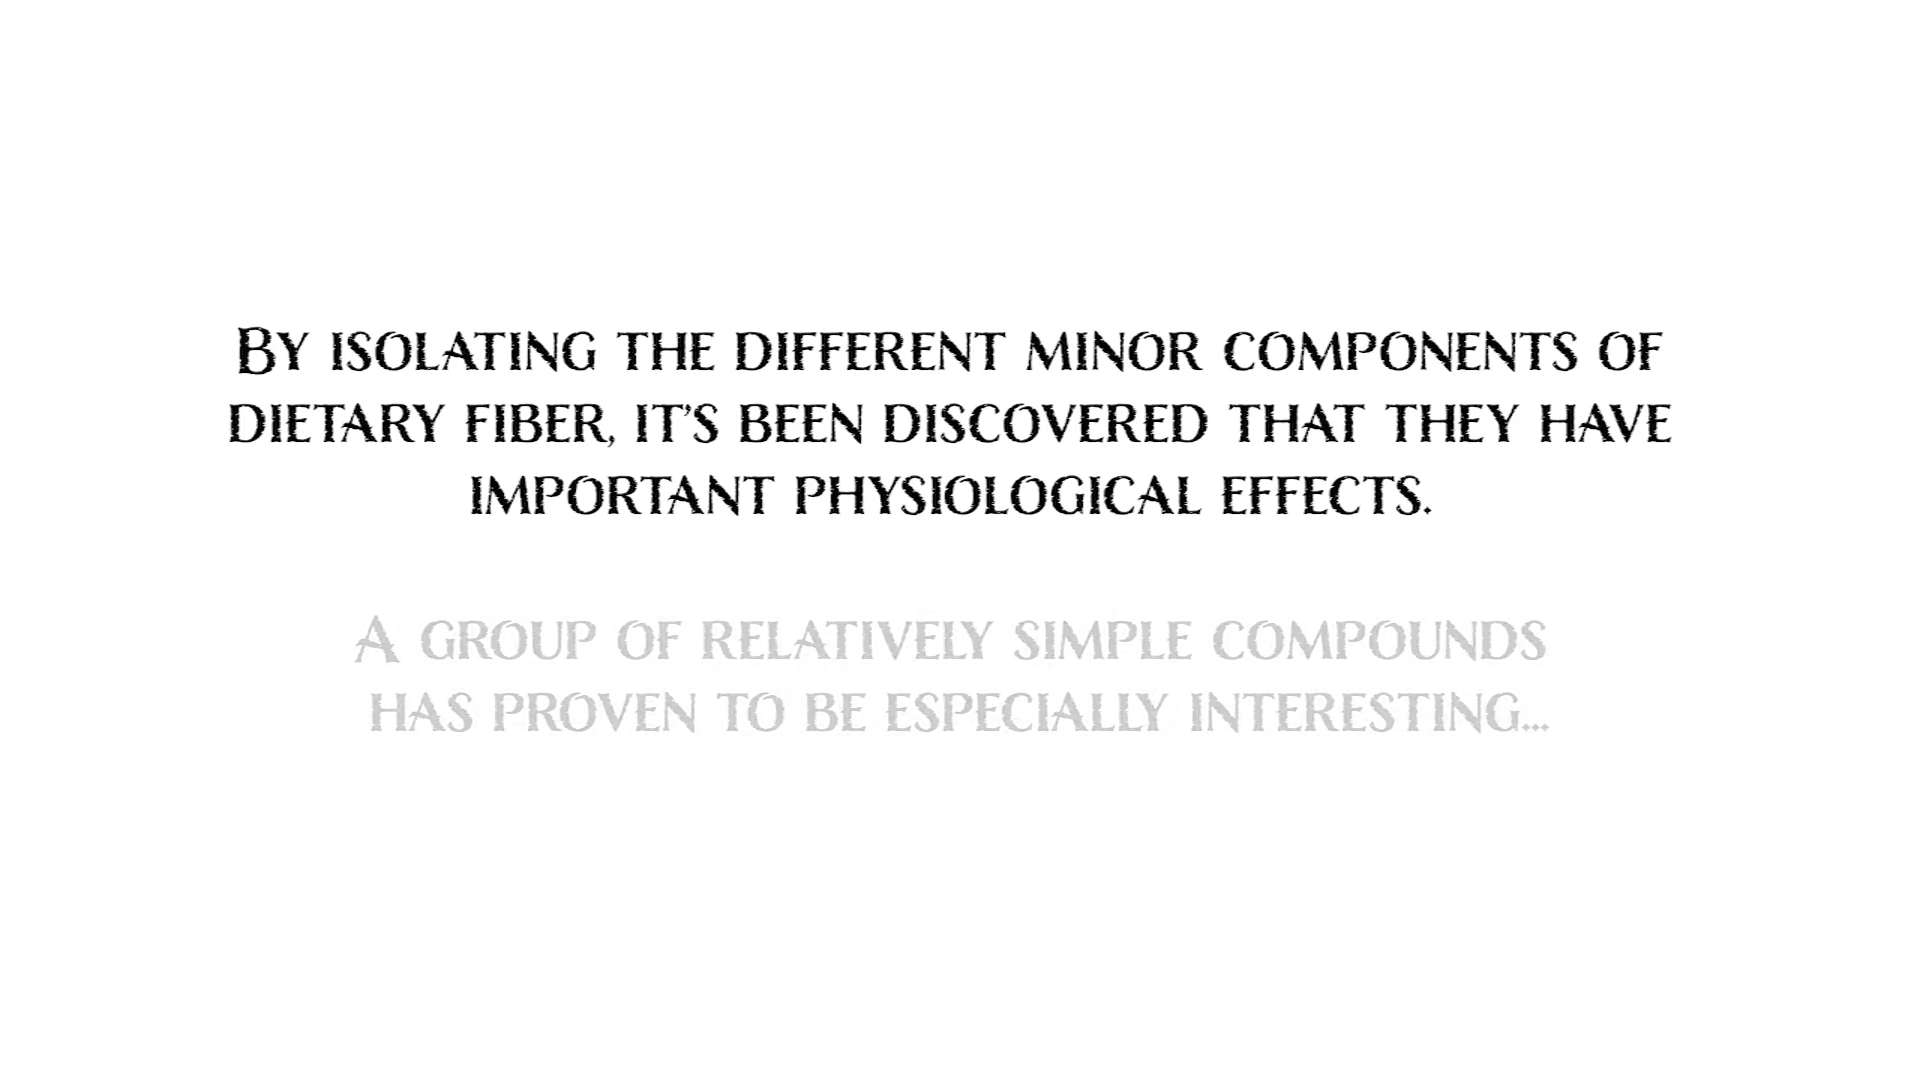 By isolating the different minor components of
dietary fiber, it's been discovered that they have
important physiological effects.
A group of relatively simple compounds
has proven to be especially interesting...